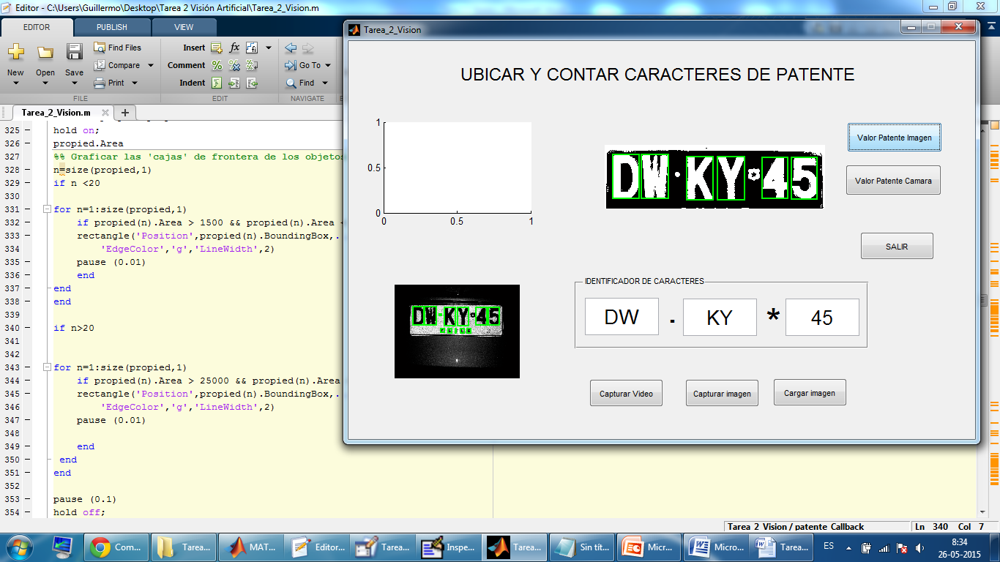 Editor - C:\Users\Guillermo\Desktop\Tarea 2 Visión Artificial\Tarea_2_Vision.m
EDITOR PUBLISH VIEW
New Open Save
Find Files
Compare
Print
FILE
Insert
Comment
Indent
EDIT
Go To
Find
NAVIGATE
Tarea_2_Vision.m
325 hold on;
326 propied.Area
327 %% Graficar las 'cajas' de frontera de los objetos
328 n=size(propied,1)
329 if n <20
330
331 for n=1:size(propied,1)
332 if propied(n).Area > 1500 && propied(n).Area
333 rectangle('Position',propied(n).BoundingBox,.
334 'EdgeColor','g','LineWidth',2)
335 pause (0.01)
336 end
337 end
338 end
339
340 if n>20
341
342
343 for n=1:size(propied,1)
344 if propied(n).Area > 25000 && propied(n).Area
345 rectangle('Position',propied(n).BoundingBox,.
346 'EdgeColor','g','LineWidth',2)
347 pause (0.01)
348
349 end
350 end
351 end
352
353 pause (0.1)
354 hold off;
Tarea_2_Vision
UBICAR Y CONTAR CARACTERES DE PATENTE
1
0.5
0
0 0.5 1
DW·KY 45
Valor Patente Imagen
Valor Patente Camara
SALIR
DW·KY·45
IDENTIFICADOR DE CARACTERES
DW . KY * 45
Capturar Video
Capturar imagen
Cargar imagen
Tarea_2_Vision / patente_Callback
Ln 340 Col 7
Com...
Tarea...
MAT...
Editor...
Tarea...
Inspe...
Tarea...
Sin tít...
Micr...
Micro...
Tarea...
ES
8:34
26-05-2015